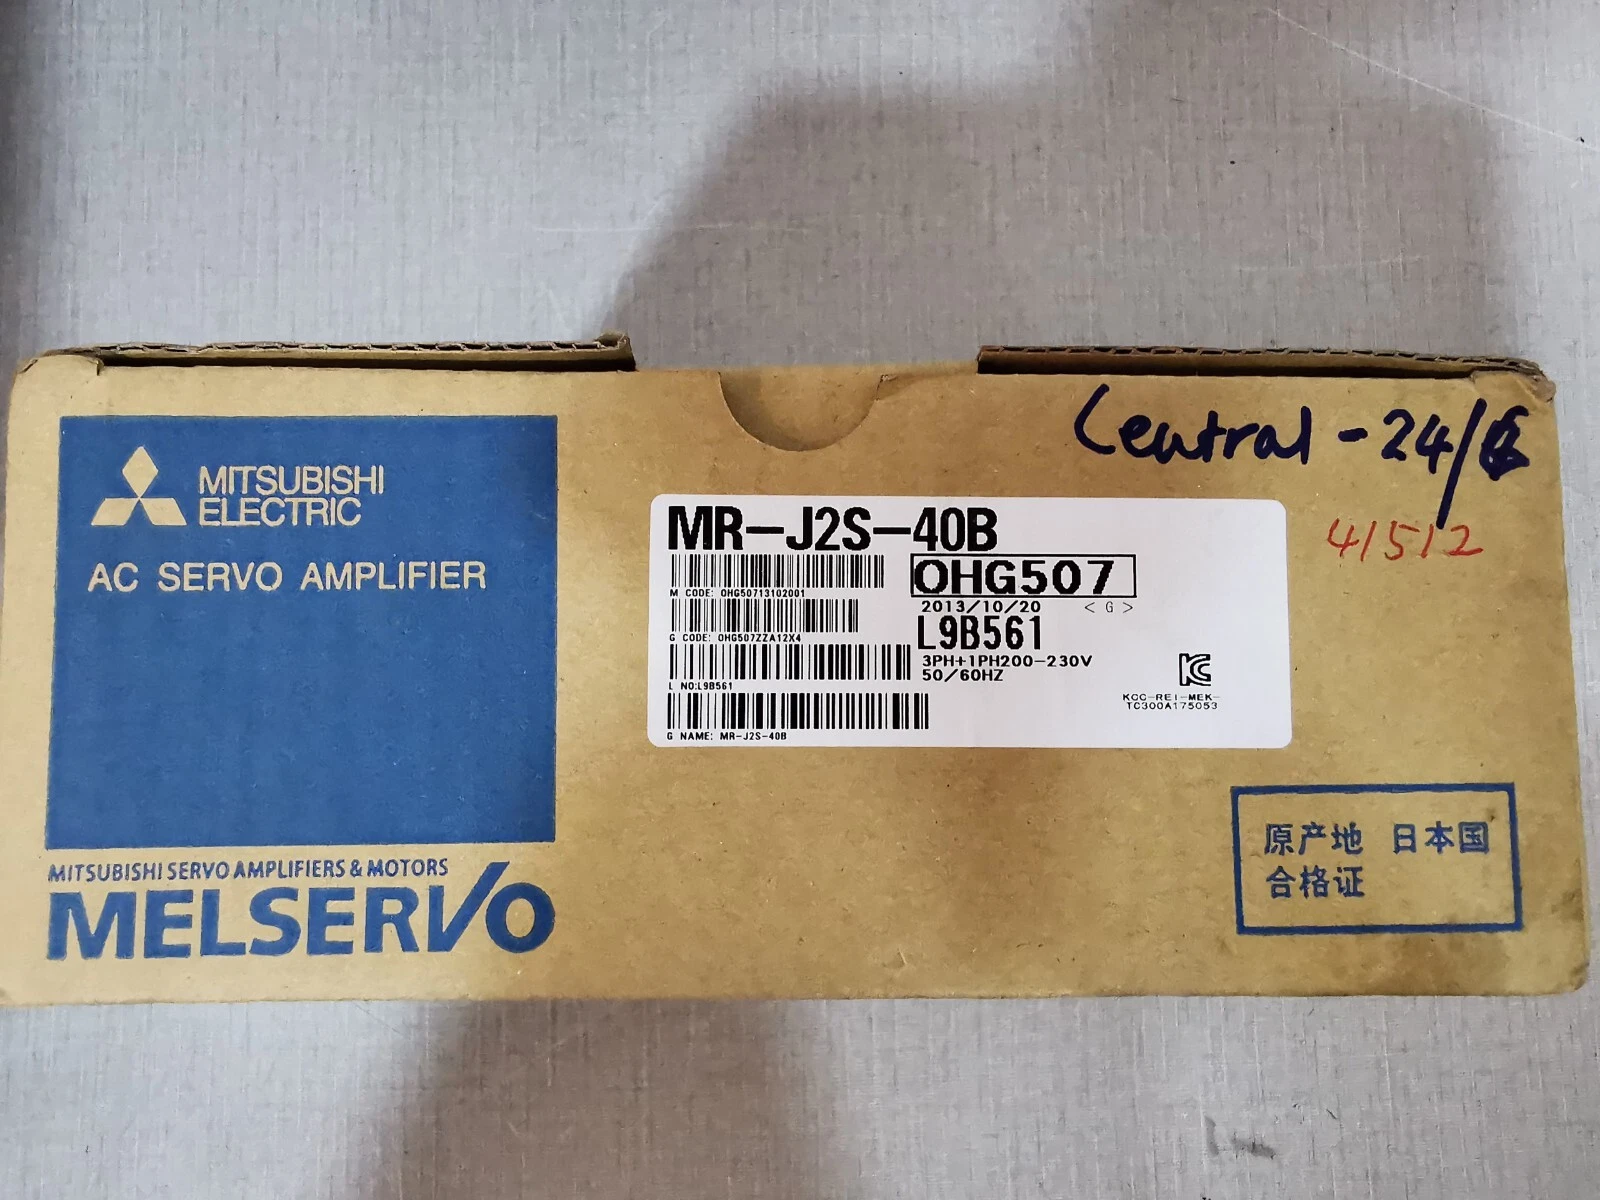 Central - 24/
41512
MITSUBISHI
ELECTRIC
AC SERVO AMPLIFIER
MITSUBISHI SERVO AMPLIFIERS & MOTORS
MELSERVO
MR-J2S-40B
OHG507
M CODE: OHG50713102001
2013/10/20 <G>
G CODE: OHG507ZZA12X4
L9B561
3PH+1PH200-230V
50/60HZ
L NO:L9B561
G NAME: MR-J2S-40B
KCC-REI-MEK-
TC300A175053
原产地 日本国
合格证